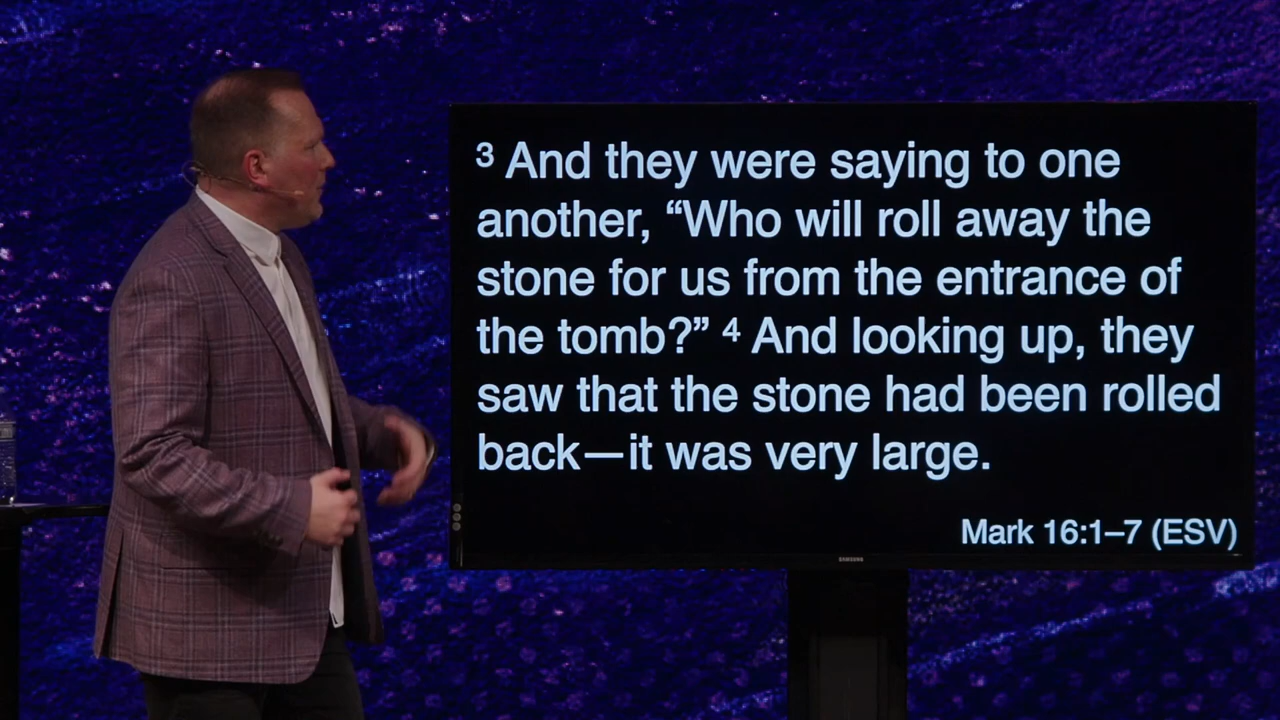 ³ And they were saying to one
another, “Who will roll away the
stone for us from the entrance of
the tomb?” ⁴ And looking up, they
saw that the stone had been rolled
back—it was very large.
Mark 16:1–7 (ESV)
SAMSUNG